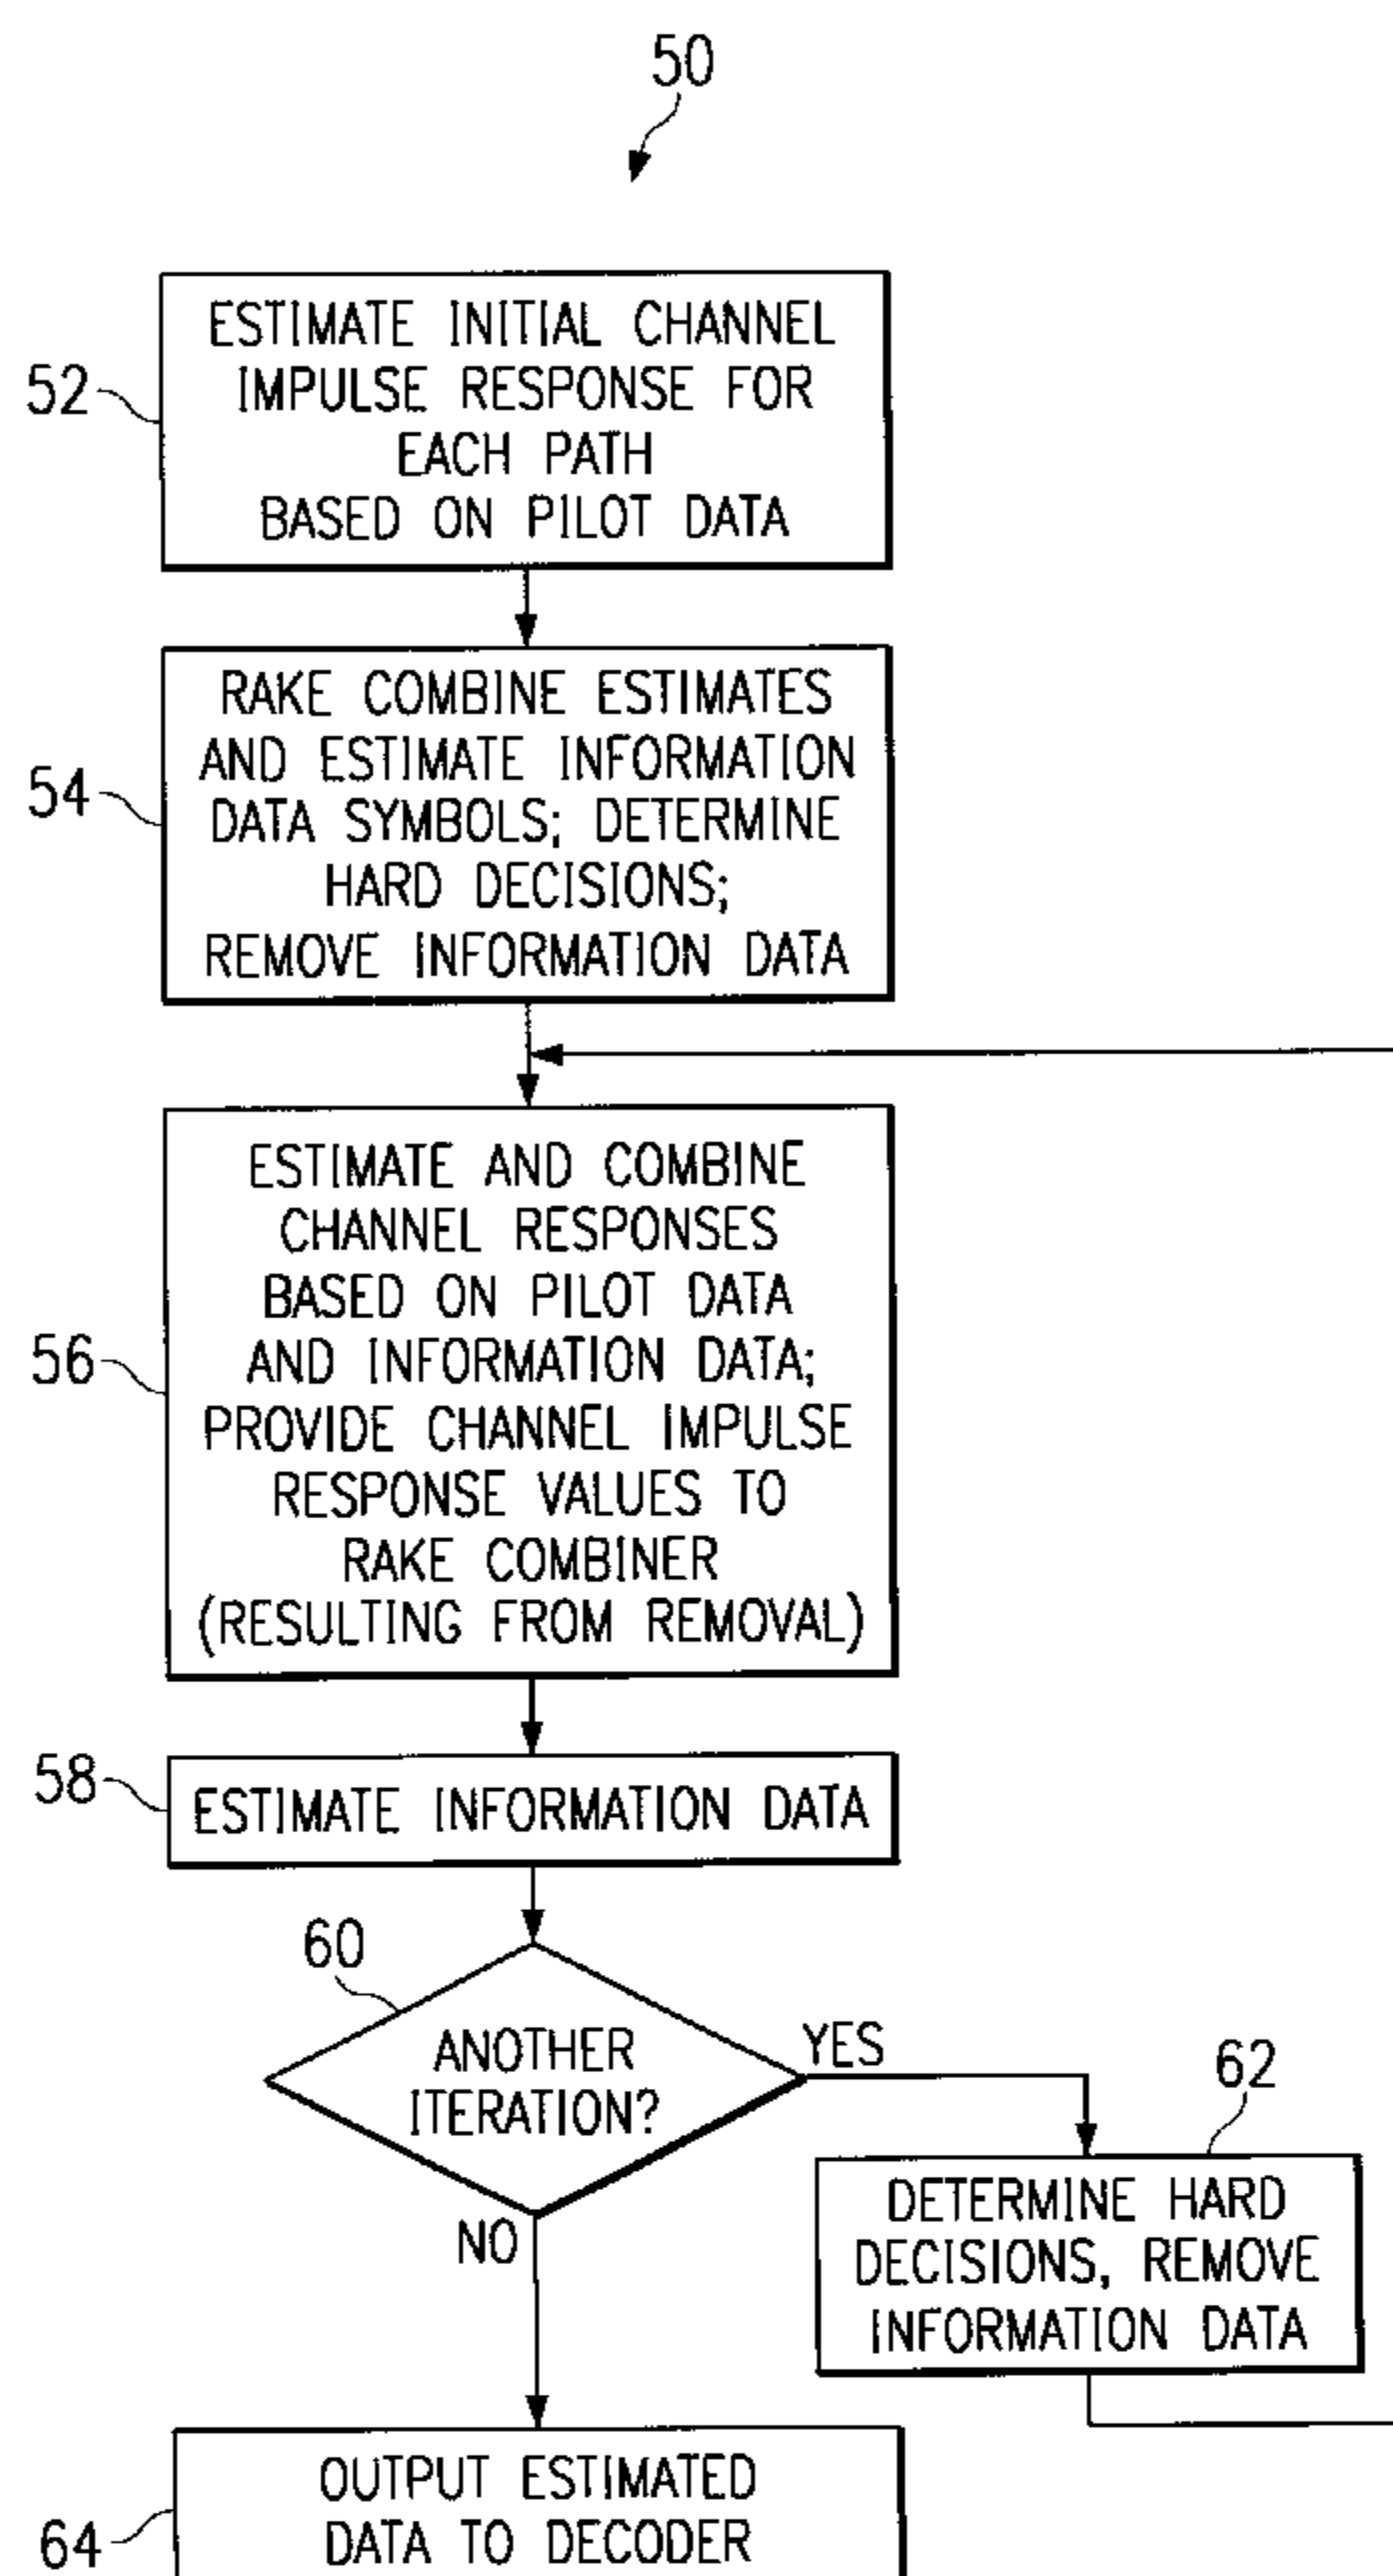 50
52
ESTIMATE INITIAL CHANNEL
IMPULSE RESPONSE FOR
EACH PATH
BASED ON PILOT DATA
54
RAKE COMBINE ESTIMATES
AND ESTIMATE INFORMATION
DATA SYMBOLS; DETERMINE
HARD DECISIONS;
REMOVE INFORMATION DATA
56
ESTIMATE AND COMBINE
CHANNEL RESPONSES
BASED ON PILOT DATA
AND INFORMATION DATA;
PROVIDE CHANNEL IMPULSE
RESPONSE VALUES TO
RAKE COMBINER
(RESULTING FROM REMOVAL)
58
ESTIMATE INFORMATION DATA
60
ANOTHER
ITERATION?
YES
NO
62
DETERMINE HARD
DECISIONS, REMOVE
INFORMATION DATA
64
OUTPUT ESTIMATED
DATA TO DECODER